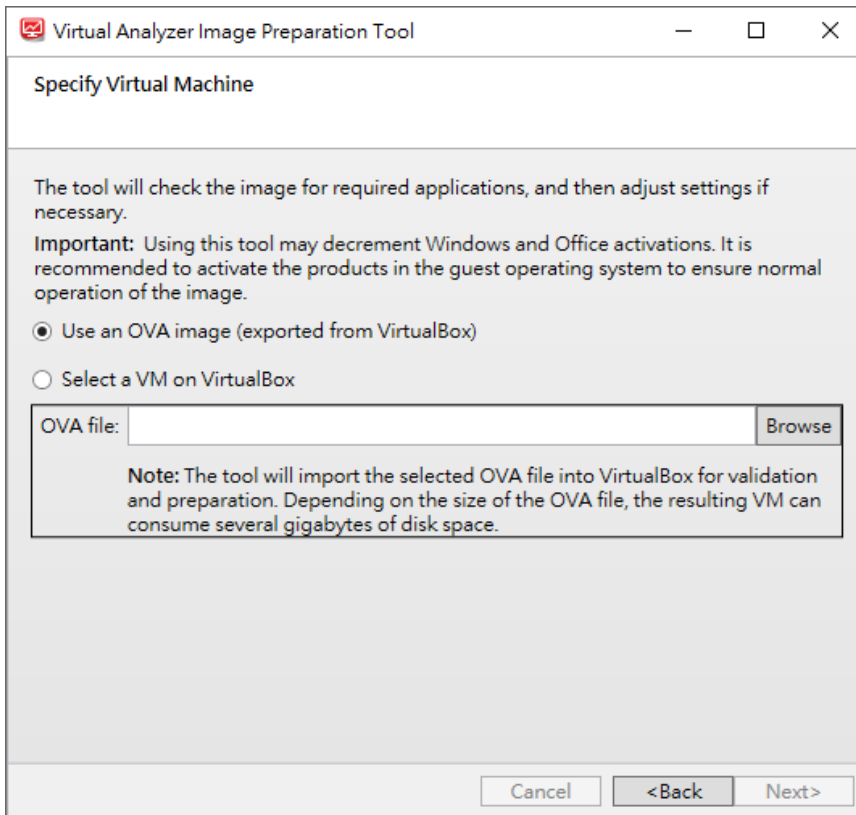 Virtual Analyzer Image Preparation Tool
Specify Virtual Machine
The tool will check the image for required applications, and then adjust settings if
necessary.
Important: Using this tool may decrement Windows and Office activations. It is
recommended to activate the products in the guest operating system to ensure normal
operation of the image.
Use an OVA image (exported from VirtualBox)
Select a VM on VirtualBox
OVA file: Browse
Note: The tool will import the selected OVA file into VirtualBox for validation
and preparation. Depending on the size of the OVA file, the resulting VM can
consume several gigabytes of disk space.
Cancel <Back Next>